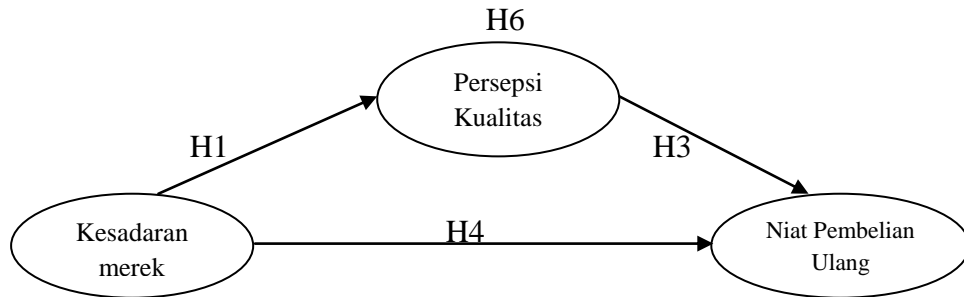 H6
Persepsi
Kualitas
H1
H3
Kesadaran
merek
H4
Niat Pembelian
Ulang